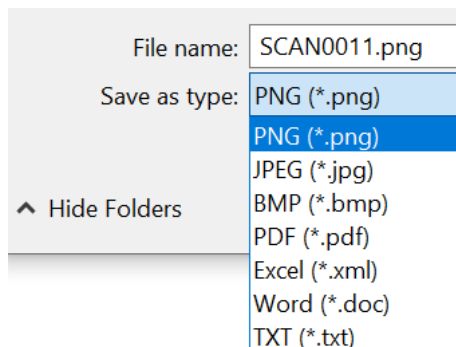 File name: SCAN0011.png
Save as type: PNG (*.png)
PNG (*.png)
JPEG (*.jpg)
BMP (*.bmp)
Hide Folders
PDF (*.pdf)
Excel (*.xml)
Word (*.doc)
TXT (*.txt)